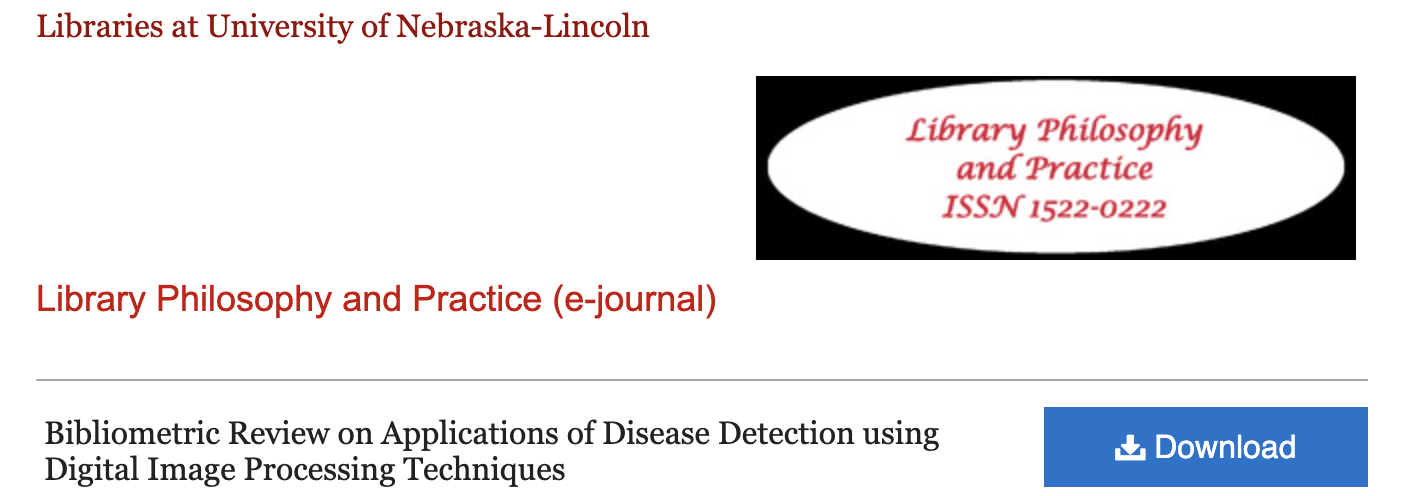 Libraries at University of Nebraska-Lincoln
Library Philosophy
and Practice
ISSN 1522-0222
Library Philosophy and Practice (e-journal)
Bibliometric Review on Applications of Disease Detection using
Digital Image Processing Techniques
Download